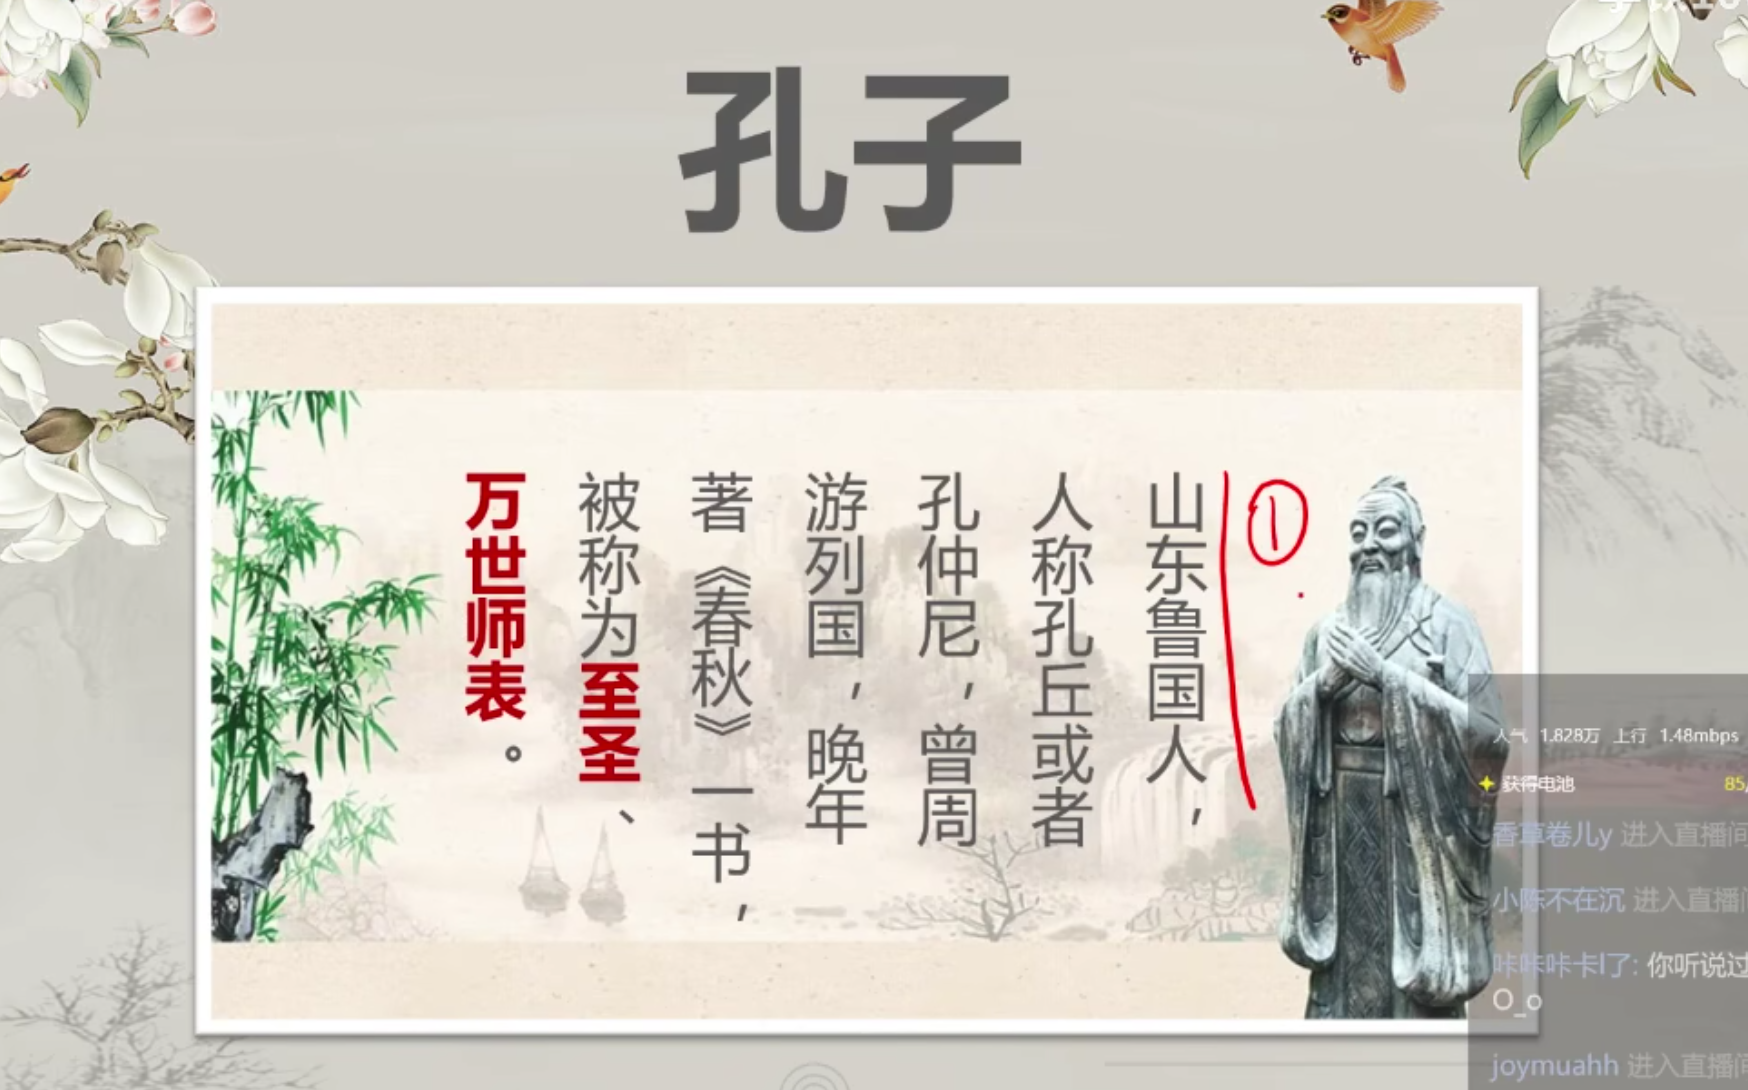 孔子
山东鲁国人，
人称孔丘或者
孔仲尼，曾周
游列国，晚年
著《春秋》一书，
被称为至圣、
万世师表。
①
人气 1.828万 上行 1.48mbps
获得电池 85
香草卷儿y 进入直播间
小陈不在沉 进入直播间
咔咔咔卡l了: 你听说过
O_o
joymuahh 进入直播间